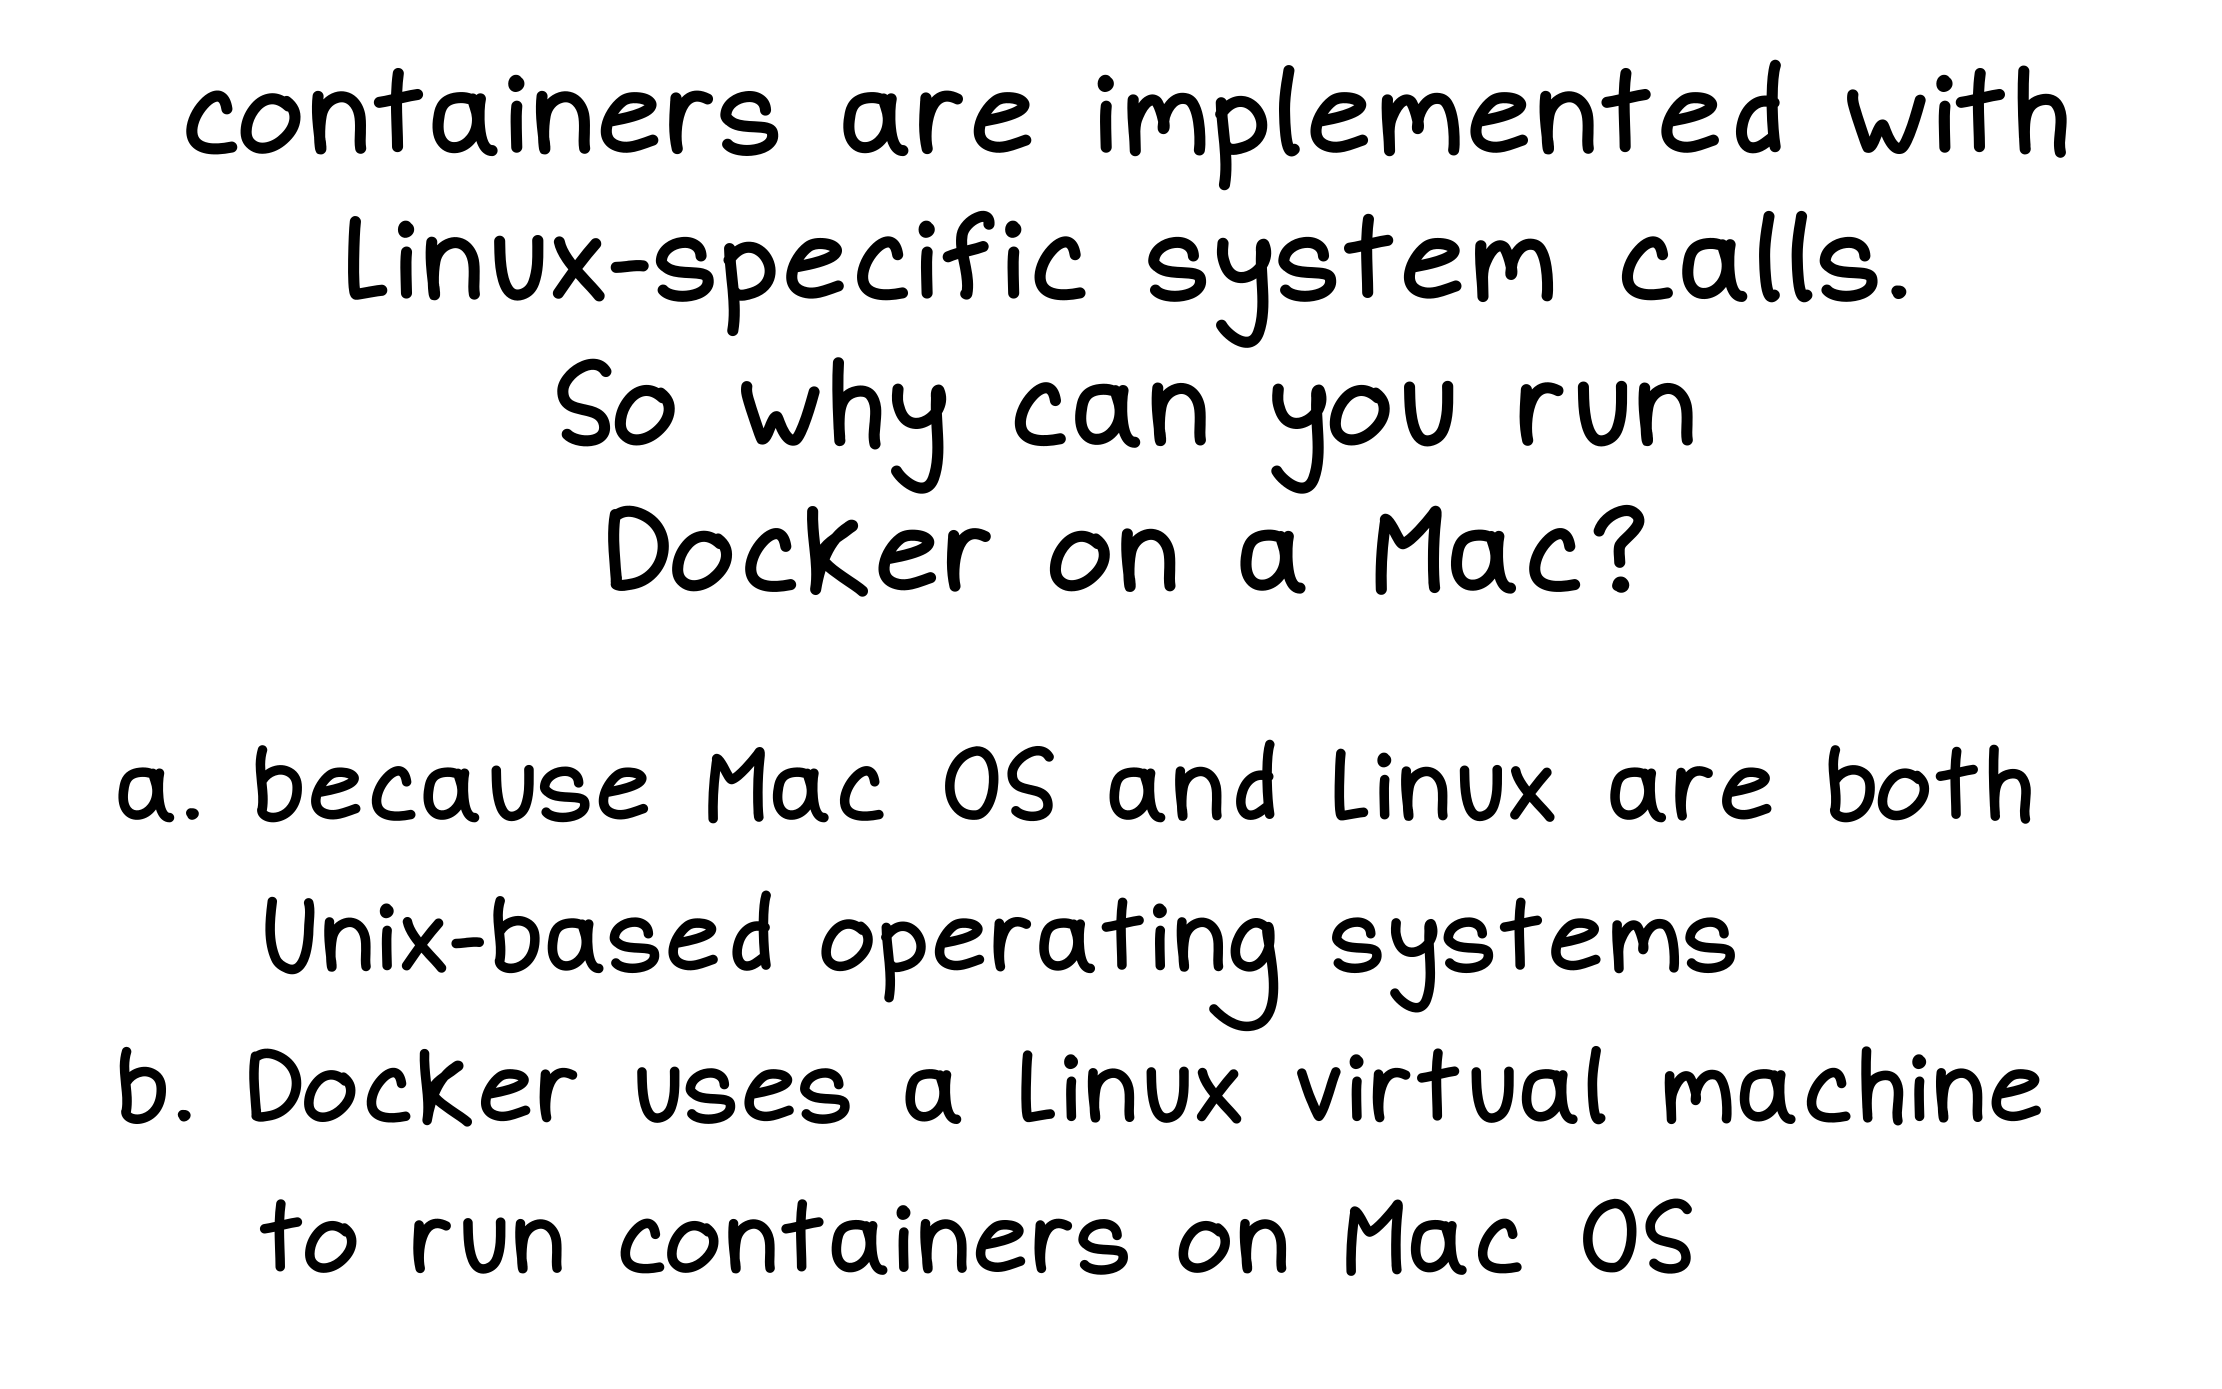 containers are implemented with
Linux-specific system calls.
So why can you run
Docker on a Mac?
a. because Mac OS and Linux are both
Unix-based operating systems
b. Docker uses a Linux virtual machine
to run containers on Mac OS